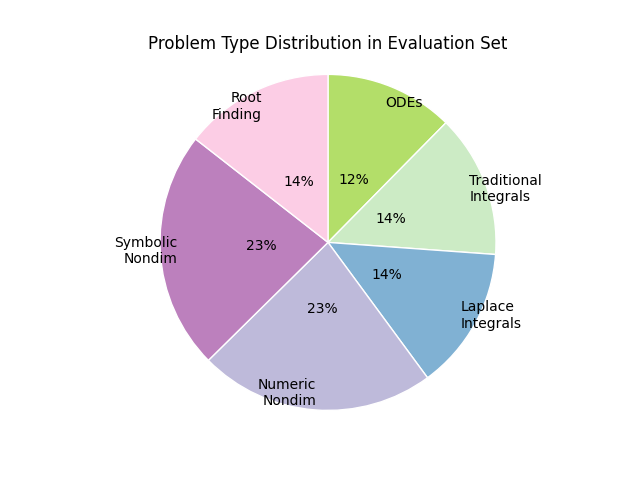 Problem Type Distribution in Evaluation Set
Root
Finding
14%
Symbolic
Nondim
23%
Numeric
Nondim
23%
Laplace
Integrals
14%
Traditional
Integrals
14%
ODEs
12%